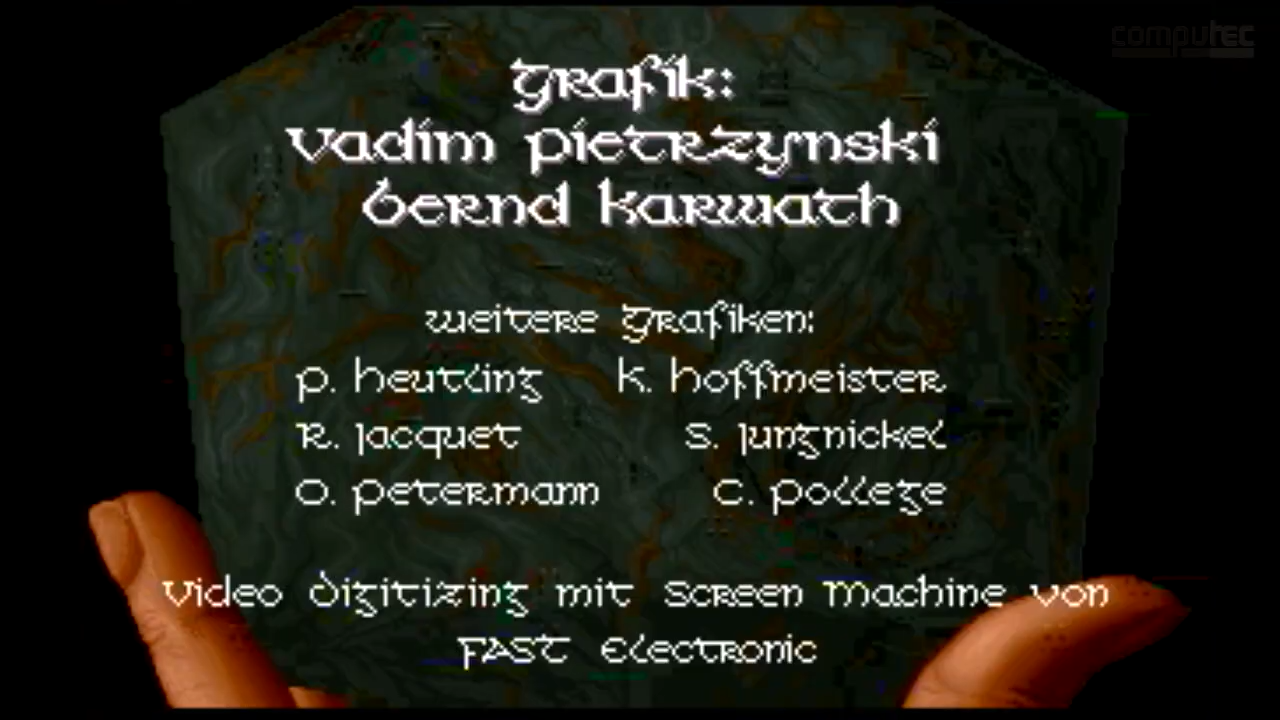 computec
Grafik:
Vadim Pietrzynski
Bernd Karwath
weitere Grafiken:
P. Heutling K. Hoffmeister
R. Jacquet S. Jungnickel
O. Petermann C. Pollege
Video Digitizing mit Screen Machine von
FAST Electronic